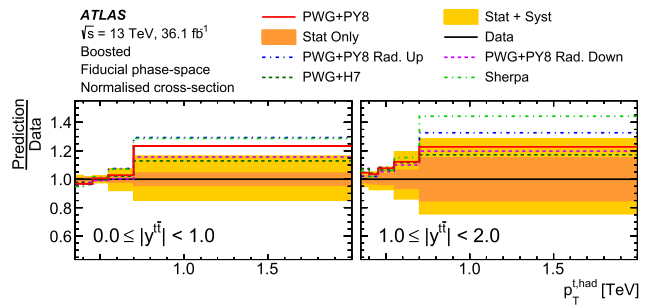 ATLAS
√s = 13 TeV, 36.1 fb¹
Boosted
Fiducial phase-space
Normalised cross-section
PWG+PY8
Stat Only
PWG+PY8 Rad. Up
PWG+H7
Stat + Syst
Data
PWG+PY8 Rad. Down
Sherpa
Prediction
Data
1.4
1.2
1.0
0.8
0.6
0.0 ≤ |y^{tt̄}| < 1.0
1.0 ≤ |y^{tt̄}| < 2.0
1.0 1.5 1.0 1.5
p_T^{t,had} [TeV]